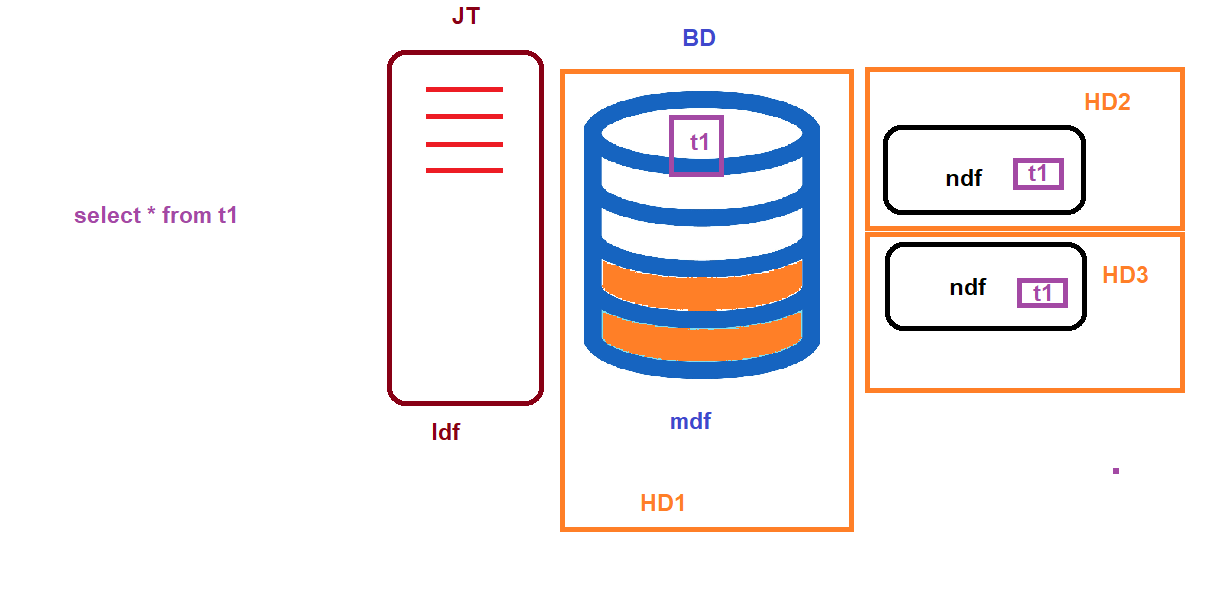 JT
BD
HD2
t1
ndf
t1
select * from t1
HD3
ndf
t1
mdf
ldf
HD1